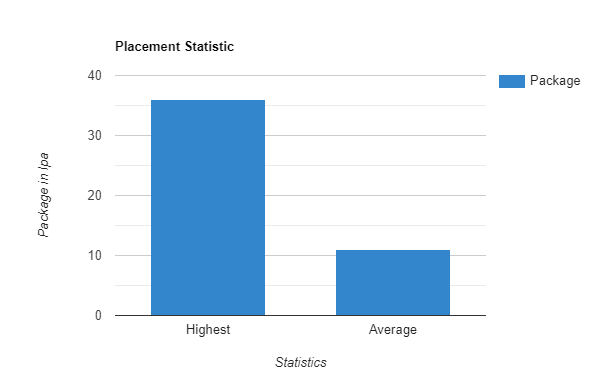 Placement Statistic
Package
40
30
20
10
0
Package in lpa
Highest Average
Statistics